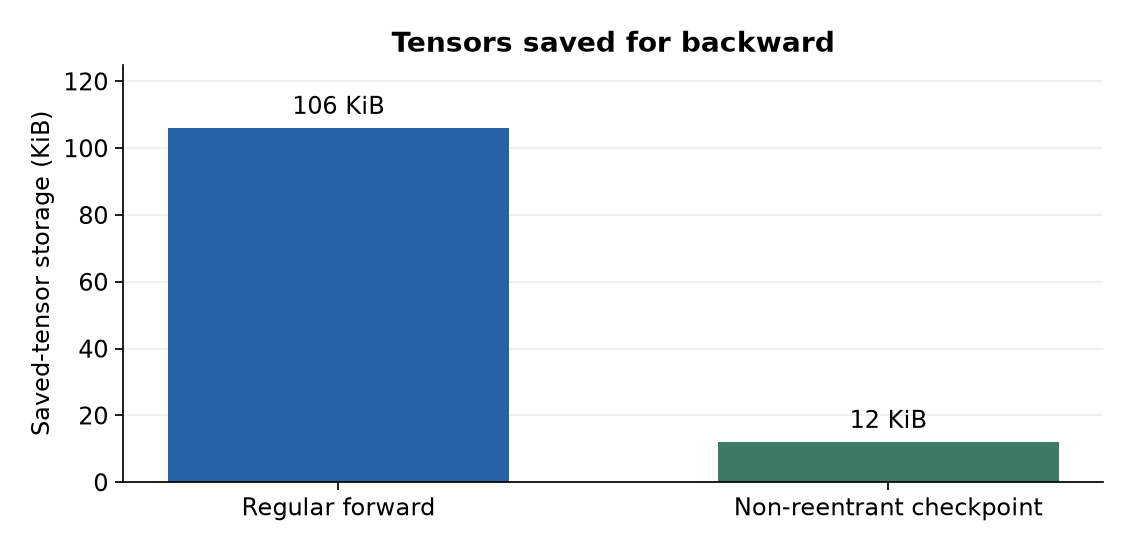 Tensors saved for backward
Saved-tensor storage (KiB)
120
100
80
60
40
20
0
106 KiB
12 KiB
Regular forward
Non-reentrant checkpoint